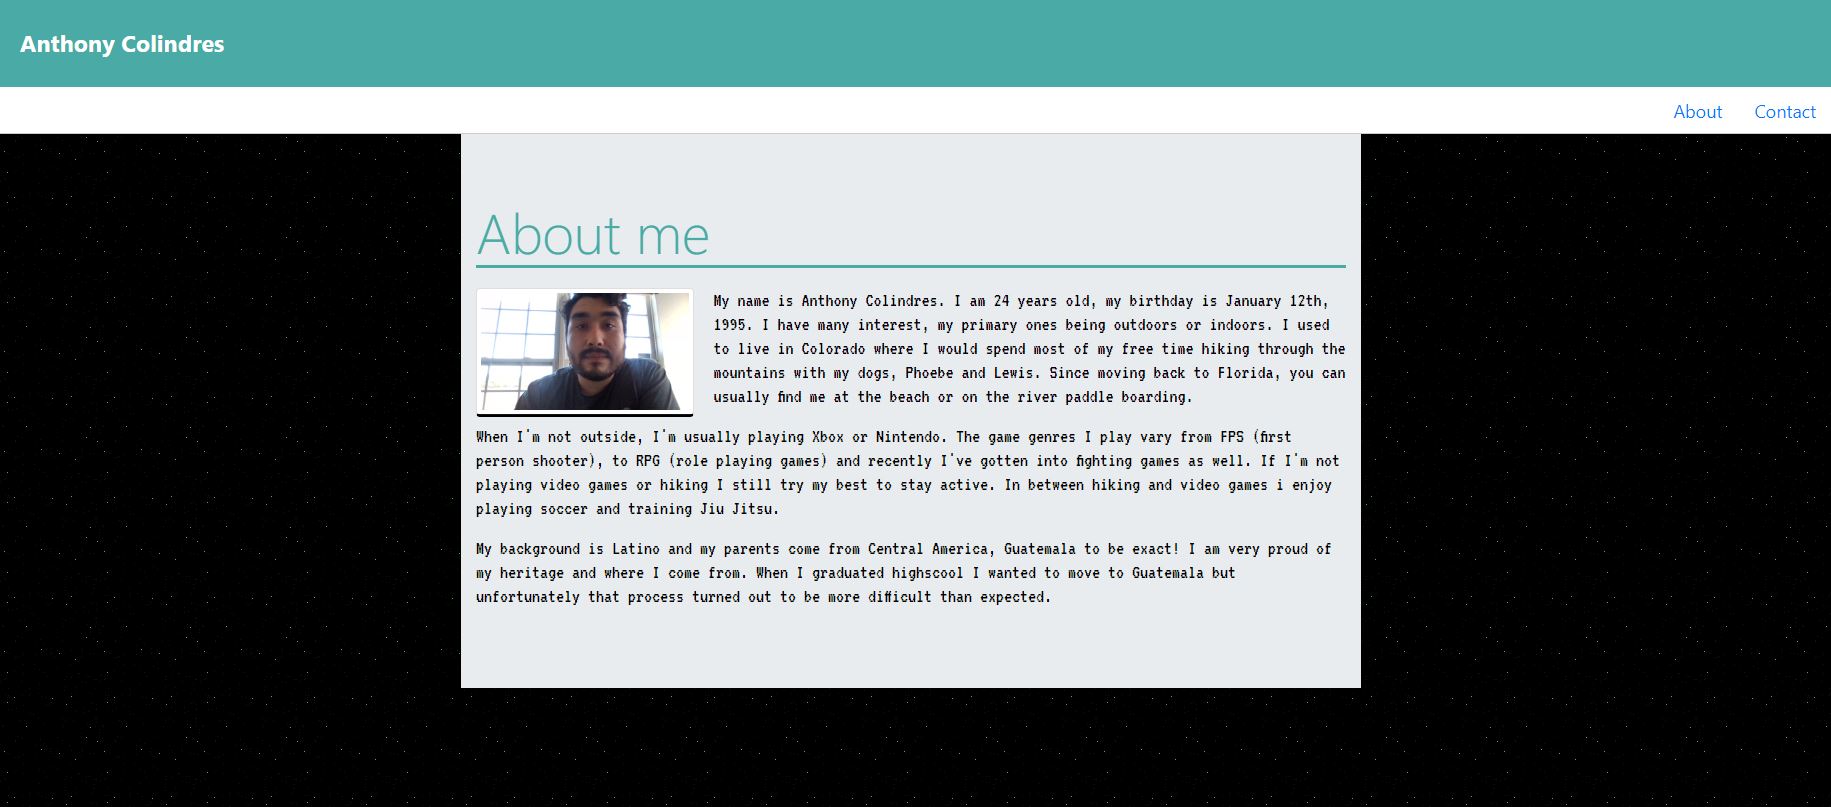 Anthony Colindres
About Contact
About me
My name is Anthony Colindres. I am 24 years old, my birthday is January 12th,
1995. I have many interest, my primary ones being outdoors or indoors. I used
to live in Colorado where I would spend most of my free time hiking through the
mountains with my dogs, Phoebe and Lewis. Since moving back to Florida, you can
usually find me at the beach or on the river paddle boarding.
When I'm not outside, I'm usually playing Xbox or Nintendo. The game genres I play vary from FPS (first
person shooter), to RPG (role playing games) and recently I've gotten into fighting games as well. If I'm not
playing video games or hiking I still try my best to stay active. In between hiking and video games i enjoy
playing soccer and training Jiu Jitsu.
My background is Latino and my parents come from Central America, Guatemala to be exact! I am very proud of
my heritage and where I come from. When I graduated highscool I wanted to move to Guatemala but
unfortunately that process turned out to be more difficult than expected.